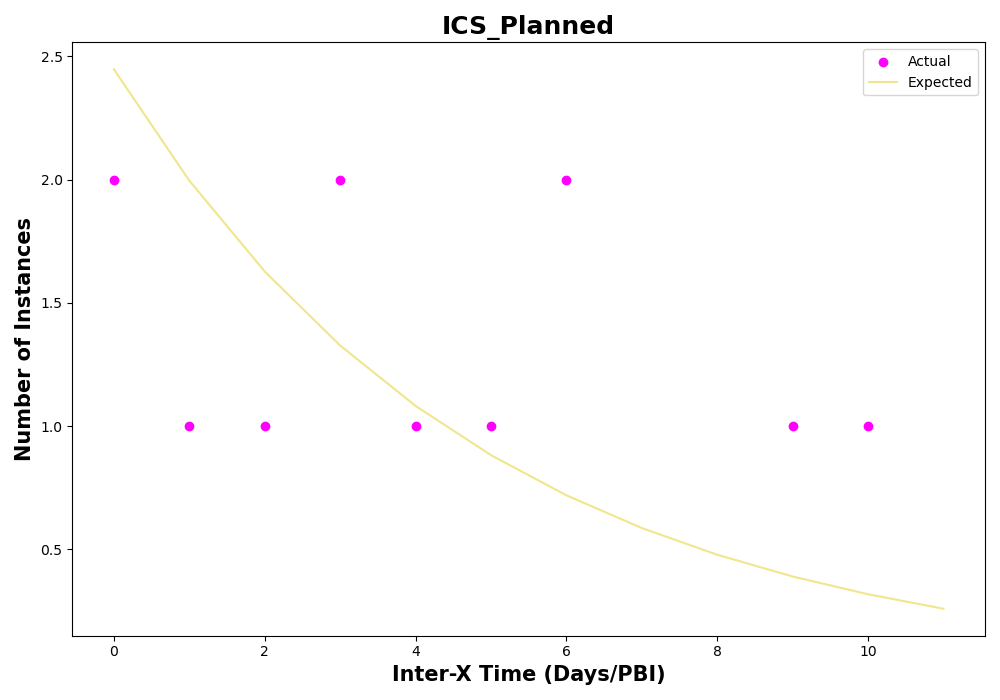 ICS_Planned
Actual
Expected
Number of Instances
2.5
2.0
1.5
1.0
0.5
0 2 4 6 8 10
Inter-X Time (Days/PBI)